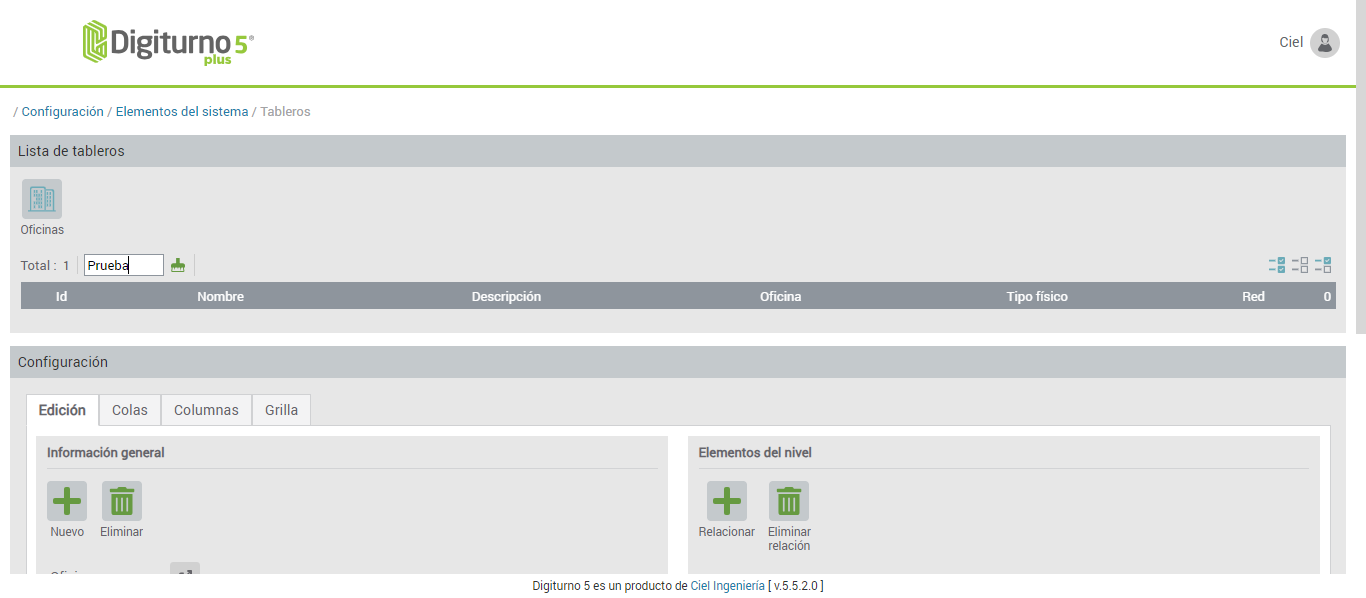 Digiturno 5®
plus
Ciel
/ Configuración / Elementos del sistema / Tableros
Lista de tableros
Oficinas
Total : 1 Prueba
Id Nombre Descripción Oficina Tipo físico Red 0
Configuración
Edición Colas Columnas Grilla
Información general
Nuevo Eliminar
Elementos del nivel
Relacionar Eliminar
relación
Digiturno 5 es un producto de Ciel Ingeniería [ v.5.5.2.0 ]